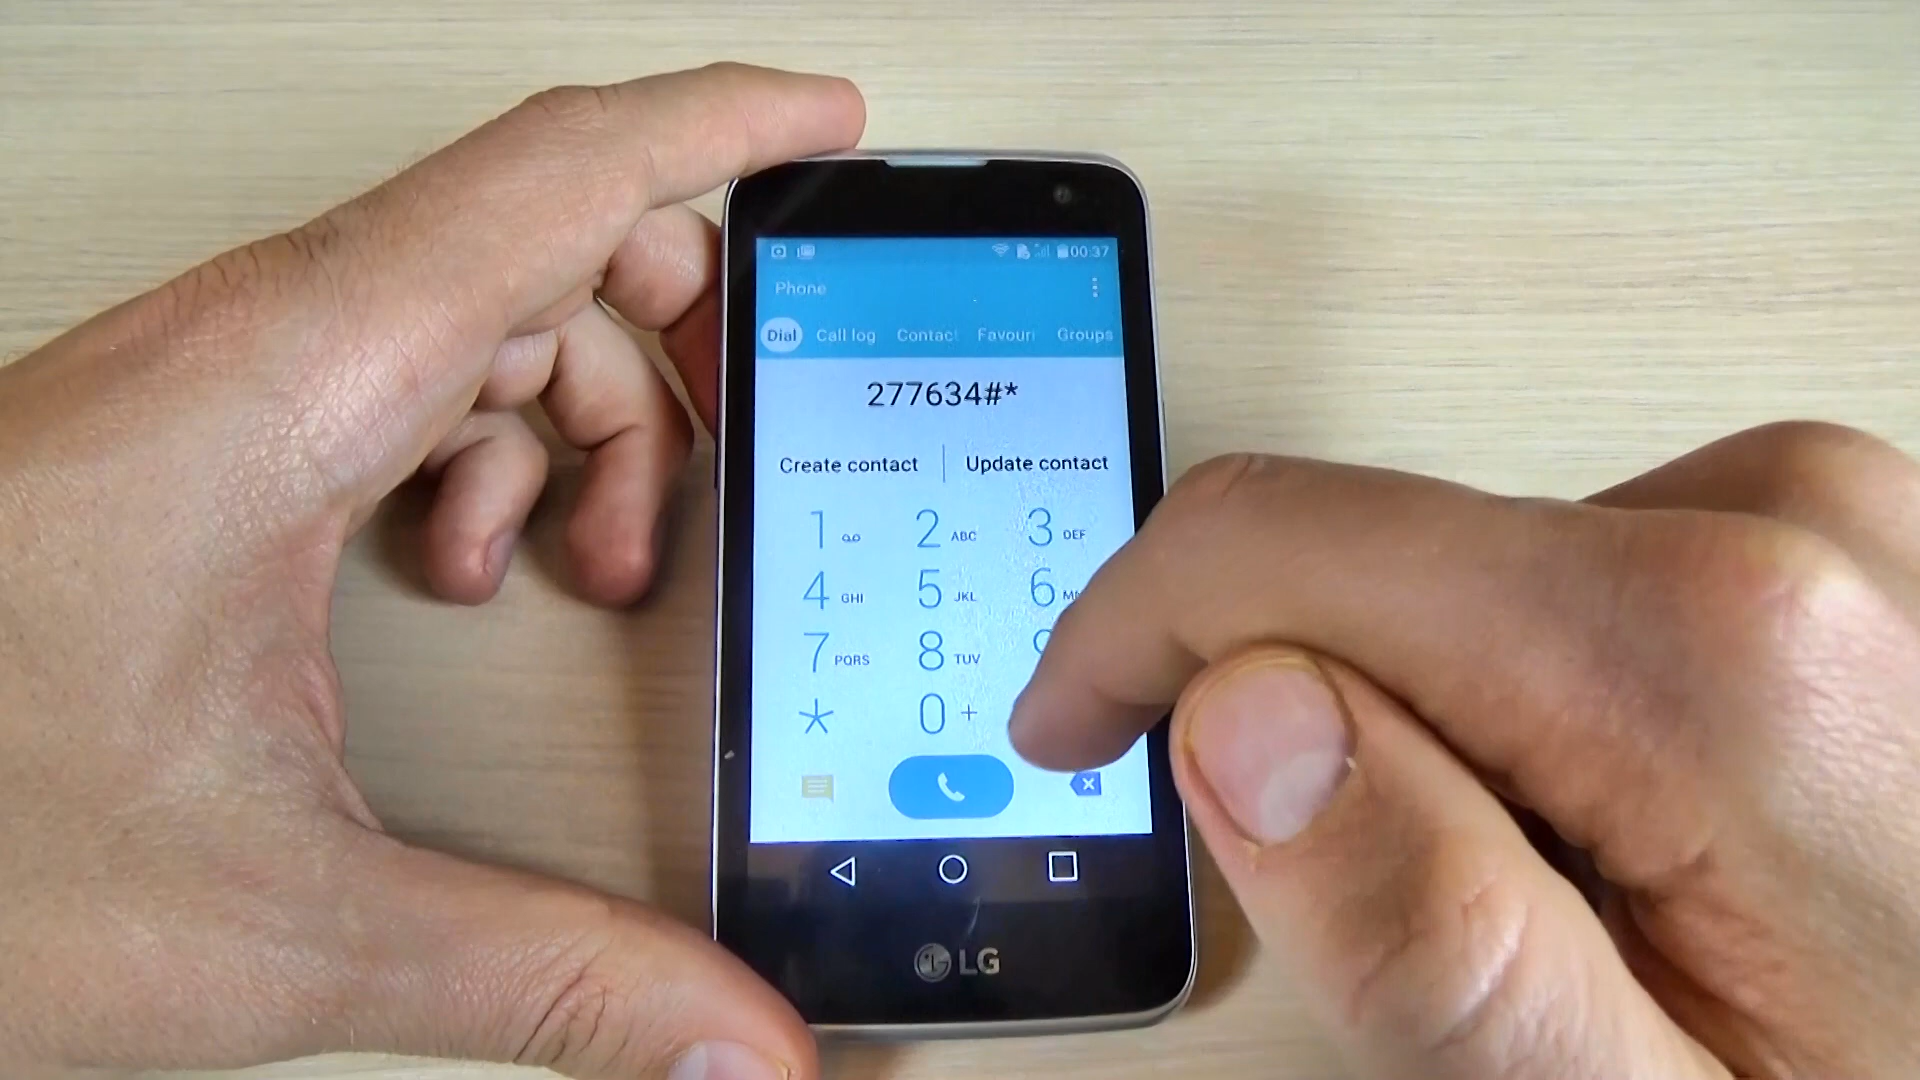 00:37
Phone
Dial Call log Contact Favouri Groups
277634#*
Create contact Update contact
1 2 ABC 3 DEF
4 GHI 5 JKL 6
7 PQRS 8 TUV
* 0 +
LG